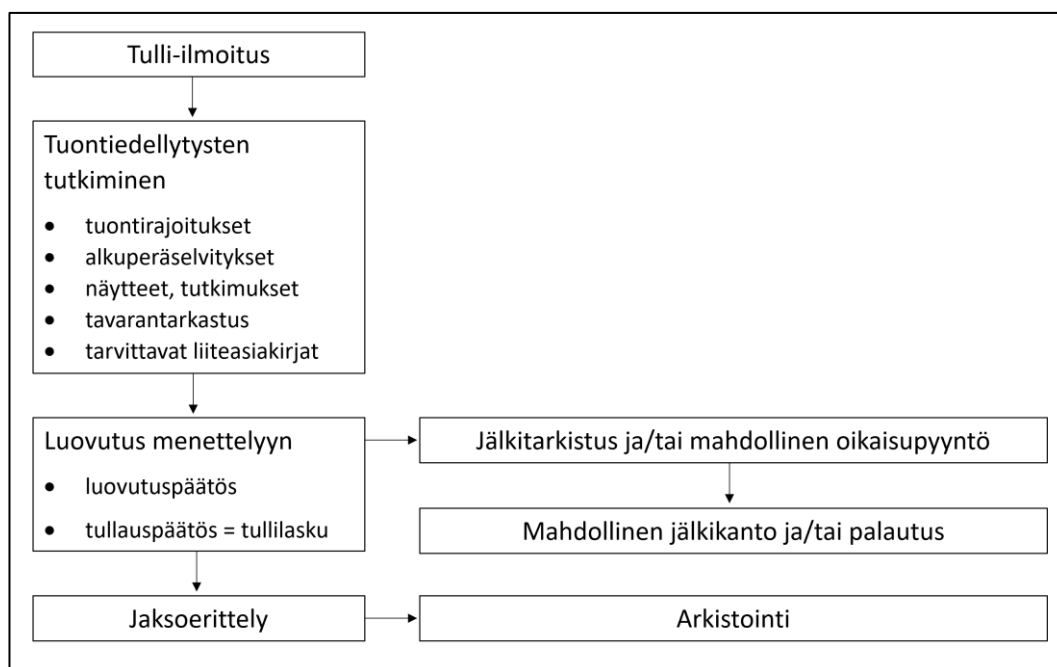 Tulli-ilmoitus
Tuontiedellytysten
tutkiminen
• tuontirajoitukset
• alkuperäselvitykset
• näytteet, tutkimukset
• tavarantarkastus
• tarvittavat liiteasiakirjat
Luovutus menettelyyn
• luovutuspäätös
• tullauspäätös = tullilasku
Jälkitarkistus ja/tai mahdollinen oikaisupyyntö
Mahdollinen jälkikanto ja/tai palautus
Jaksoerittely
Arkistointi